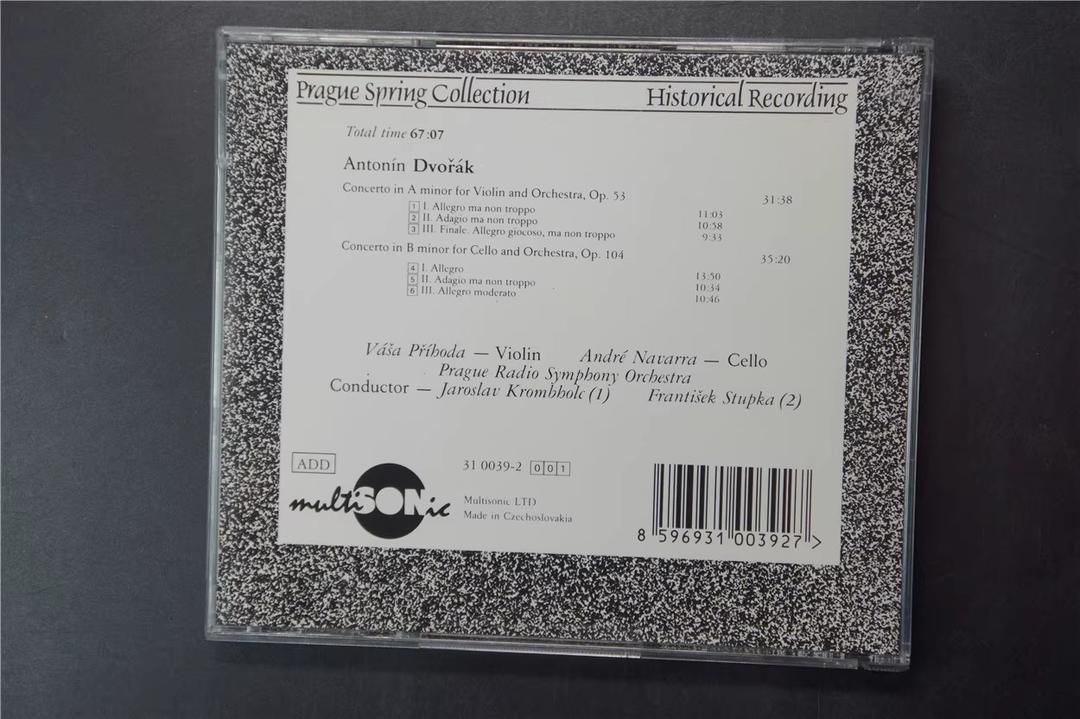 Prague Spring Collection Historical Recording
Total time 67:07
Antonín Dvořák
Concerto in A minor for Violin and Orchestra, Op. 53 31:38
1 I. Allegro ma non troppo 11:03
2 II. Adagio ma non troppo 10:58
3 III. Finale. Allegro giocoso, ma non troppo 9:33
Concerto in B minor for Cello and Orchestra, Op. 104 35:20
4 I. Allegro 13:50
5 II. Adagio ma non troppo 10:34
6 III. Allegro moderato 10:46
Váša Příhoda — Violin André Navarra — Cello
Prague Radio Symphony Orchestra
Conductor — Jaroslav Krombholc (1) František Stupka (2)
ADD
31 0039-2 001
multiSONic
Multisonic LTD
Made in Czechoslovakia
8 596931 003927 >